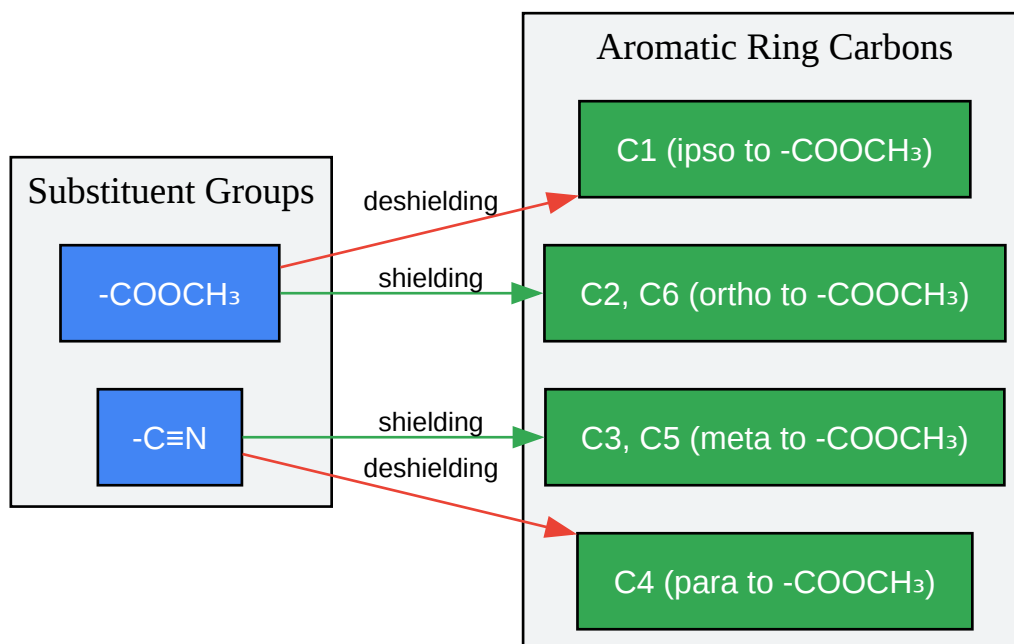 Aromatic Ring Carbons
C1 (ipso to -COOCH₃)
Substituent Groups
deshielding
-COOCH₃
shielding
C2, C6 (ortho to -COOCH₃)
-C≡N
shielding
C3, C5 (meta to -COOCH₃)
deshielding
C4 (para to -COOCH₃)